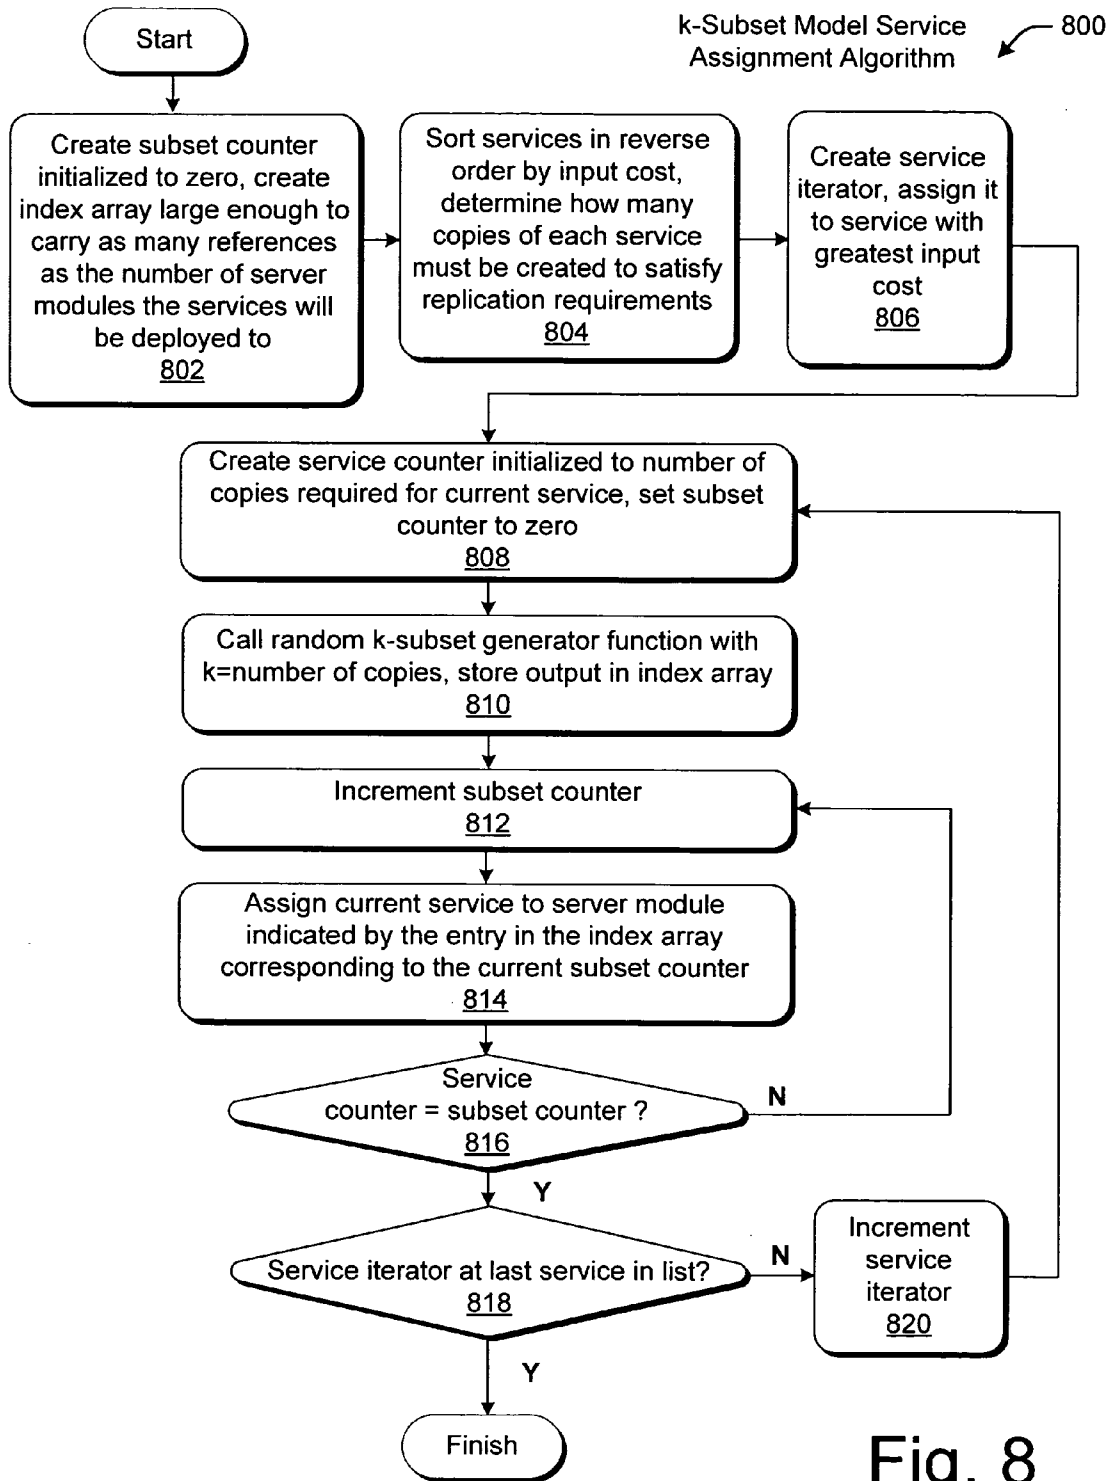 k-Subset Model Service
Assignment Algorithm
800
Start
Create subset counter
initialized to zero, create
index array large enough to
carry as many references
as the number of server
modules the services will
be deployed to
802
Sort services in reverse
order by input cost,
determine how many
copies of each service
must be created to satisfy
replication requirements
804
Create service
iterator, assign it
to service with
greatest input
cost
806
Create service counter initialized to number of
copies required for current service, set subset
counter to zero
808
Call random k-subset generator function with
k=number of copies, store output in index array
810
Increment subset counter
812
Assign current service to server module
indicated by the entry in the index array
corresponding to the current subset counter
814
Service
counter = subset counter ?
816
N
Y
Service iterator at last service in list?
818
N
Increment
service
iterator
820
Y
Finish
Fig. 8